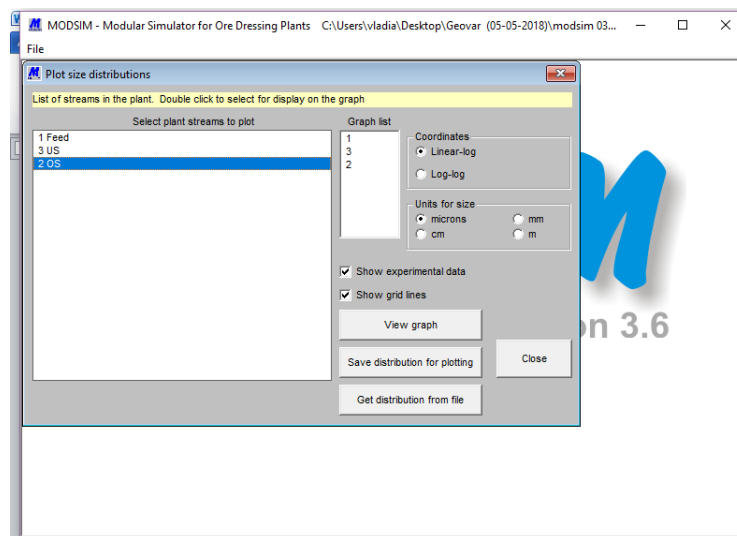 MODSIM - Modular Simulator for Ore Dressing Plants C:\Users\vladia\Desktop\Geovar (05-05-2018)\modsim 03...
File
Plot size distributions
List of streams in the plant. Double click to select for display on the graph
Select plant streams to plot
1 Feed
3 US
2 OS
Graph list
1
3
2
Coordinates
Linear-log
Log-log
Units for size
microns
mm
cm
m
Show experimental data
Show grid lines
View graph
Save distribution for plotting
Close
Get distribution from file
on 3.6